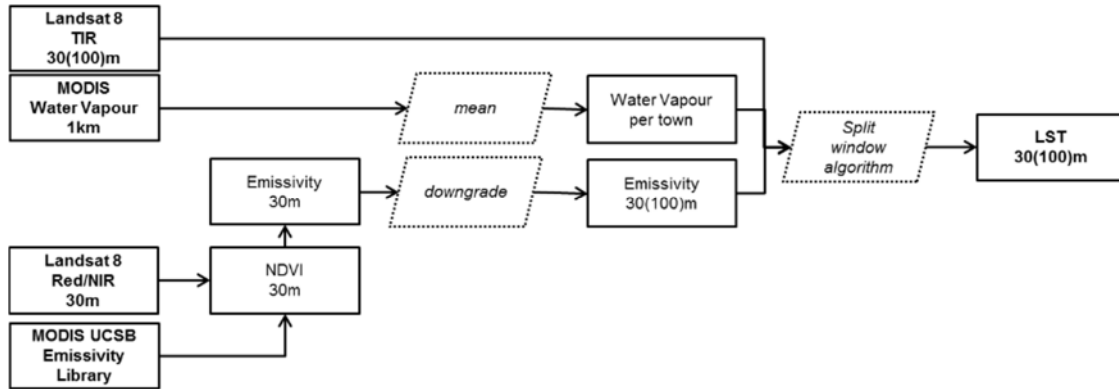 Landsat 8
TIR
30(100)m
MODIS
Water Vapour
1km
mean
Water Vapour
per town
Split
window
algorithm
LST
30(100)m
Emissivity
30m
downgrade
Emissivity
30(100)m
Landsat 8
Red/NIR
30m
NDVI
30m
MODIS UCSB
Emissivity
Library